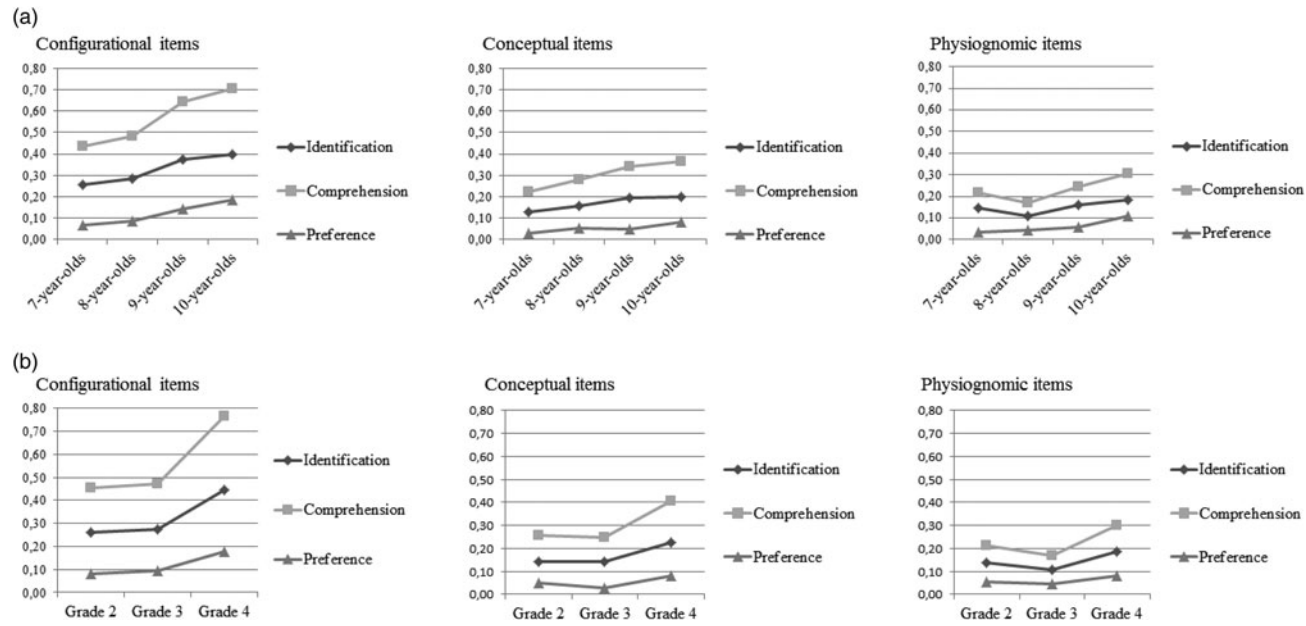 (a)
Configurational items
0,80
0,70
0,60
0,50
0,40
0,30
0,20
0,10
0,00
7-year-olds
8-year-olds
9-year-olds
10-year-olds
Identification
Comprehension
Preference
Conceptual items
0,80
0,70
0,60
0,50
0,40
0,30
0,20
0,10
0,00
7-year-olds
8-year-olds
9-year-olds
10-year-olds
Identification
Comprehension
Preference
Physiognomic items
0,80
0,70
0,60
0,50
0,40
0,30
0,20
0,10
0,00
7-year-olds
8-year-olds
9-year-olds
10-year-olds
Identification
Comprehension
Preference
(b)
Configurational items
0,80
0,70
0,60
0,50
0,40
0,30
0,20
0,10
0,00
Grade 2 Grade 3 Grade 4
Identification
Comprehension
Preference
Conceptual items
0,80
0,70
0,60
0,50
0,40
0,30
0,20
0,10
0,00
Grade 2 Grade 3 Grade 4
Identification
Comprehension
Preference
Physiognomic items
0,80
0,70
0,60
0,50
0,40
0,30
0,20
0,10
0,00
Grade 2 Grade 3 Grade 4
Identification
Comprehension
Preference